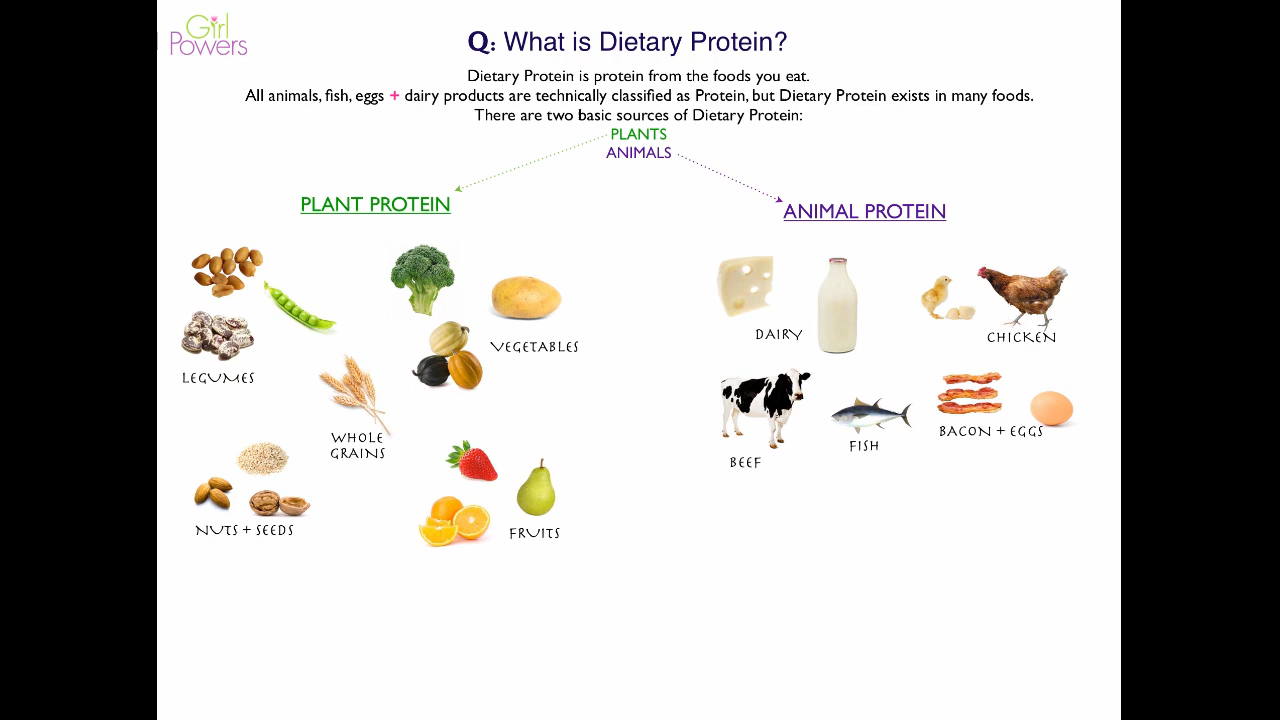 Girl
Powers
Q: What is Dietary Protein?
Dietary Protein is protein from the foods you eat.
All animals, fish, eggs + dairy products are technically classified as Protein, but Dietary Protein exists in many foods.
There are two basic sources of Dietary Protein:
PLANTS
ANIMALS
PLANT PROTEIN
ANIMAL PROTEIN
LEGUMES
VEGETABLES
WHOLE
GRAINS
NUTS + SEEDS
FRUITS
DAIRY
CHICKEN
BEEF
FISH
BACON + EGGS